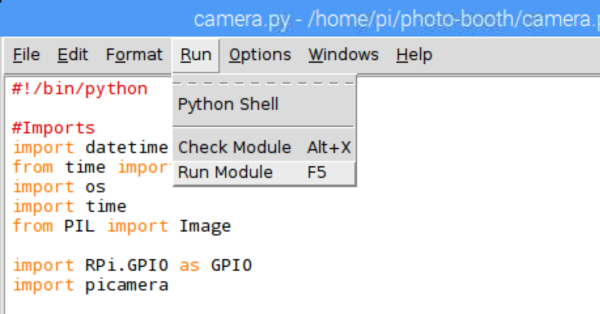 camera.py - /home/pi/photo-booth/camera.
File Edit Format Run Options Windows Help
#!/bin/python
Python Shell
#Imports
import datetime
Check Module Alt+X
from time impor
Run Module F5
import os
import time
from PIL import Image
import RPi.GPIO as GPIO
import picamera